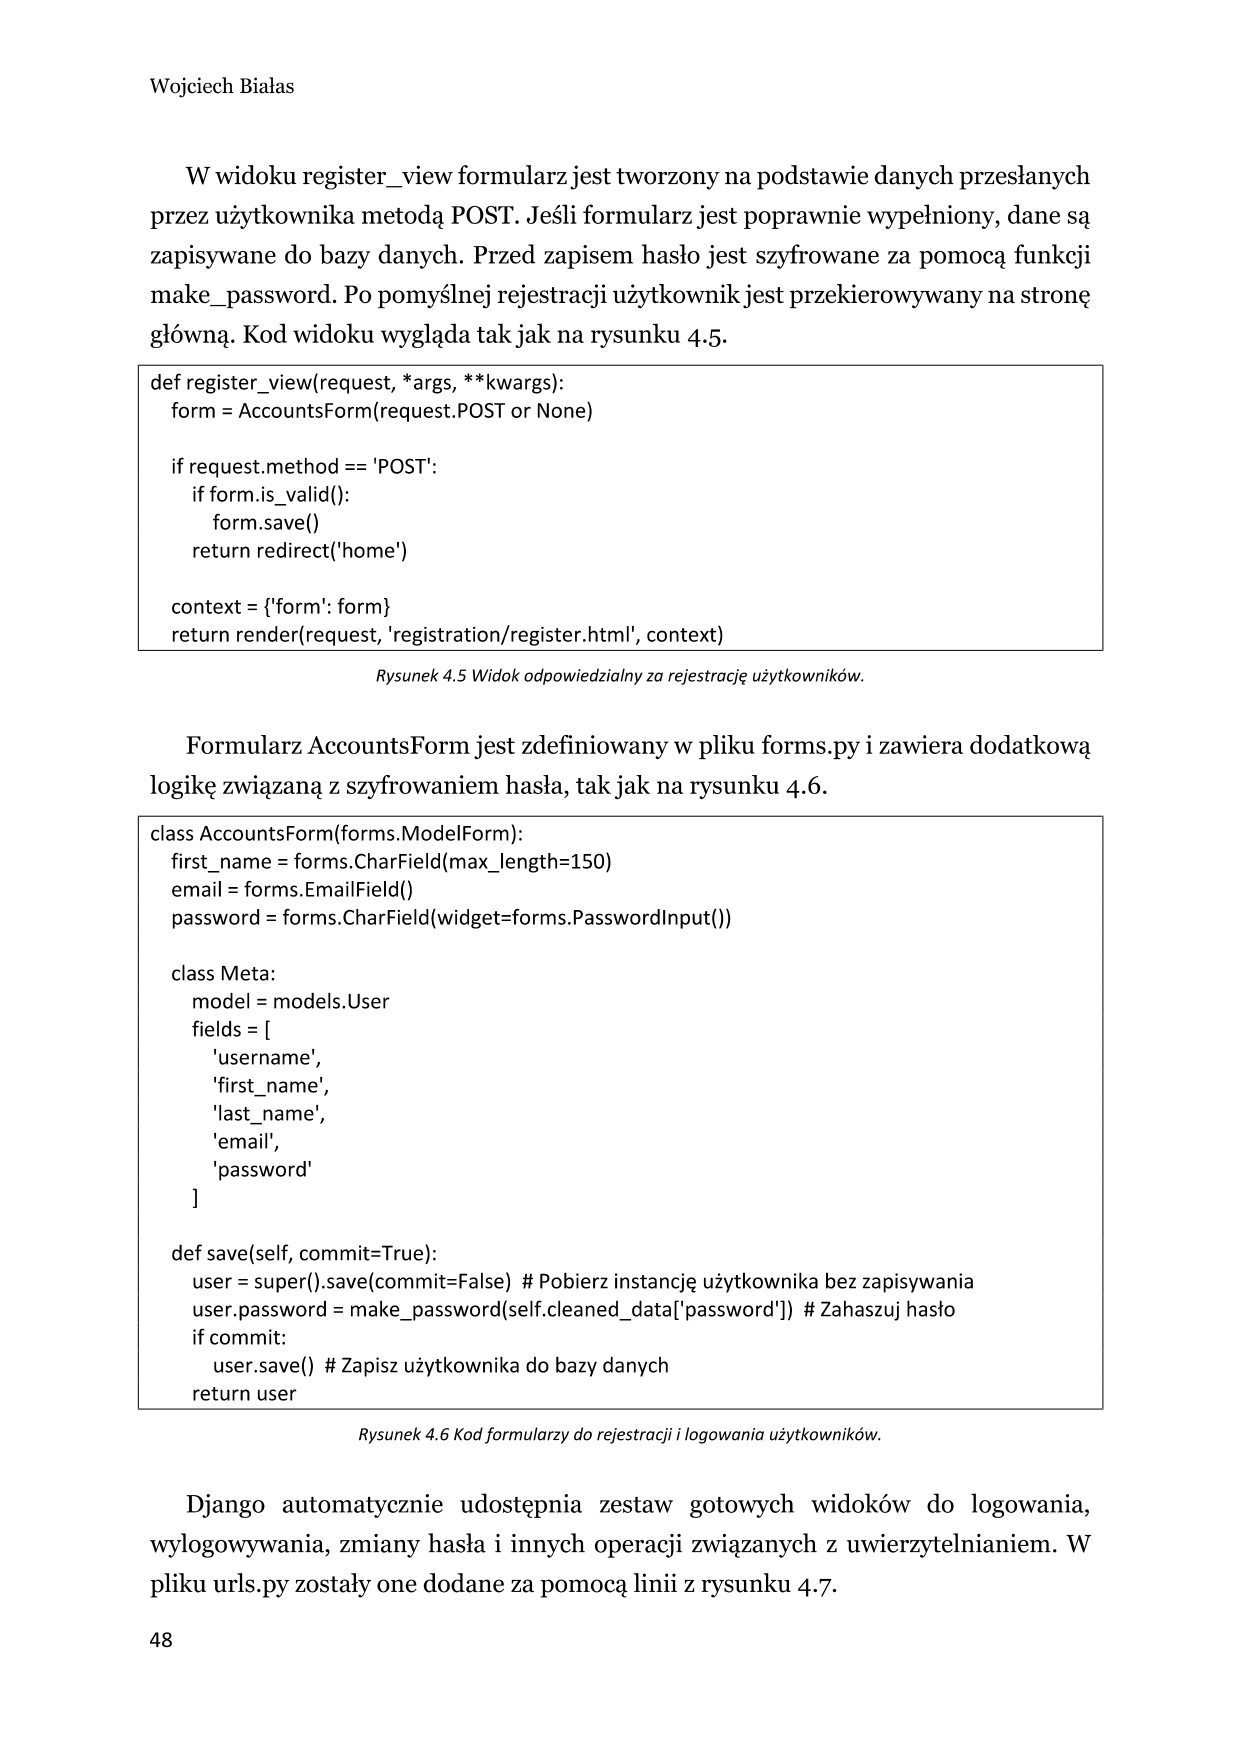 Wojciech Białas
W widoku register_view formularz jest tworzony na podstawie danych przesłanych
przez użytkownika metodą POST. Jeśli formularz jest poprawnie wypełniony, dane są
zapisywane do bazy danych. Przed zapisem hasło jest szyfrowane za pomocą funkcji
make_password. Po pomyślnej rejestracji użytkownik jest przekierowywany na stronę
główną. Kod widoku wygląda tak jak na rysunku 4.5.
def register_view(request, *args, **kwargs):
    form = AccountsForm(request.POST or None)
    if request.method == 'POST':
        if form.is_valid():
            form.save()
        return redirect('home')
    context = {'form': form}
    return render(request, 'registration/register.html', context)
Rysunek 4.5 Widok odpowiedzialny za rejestrację użytkowników.
Formularz AccountsForm jest zdefiniowany w pliku forms.py i zawiera dodatkową
logikę związaną z szyfrowaniem hasła, tak jak na rysunku 4.6.
class AccountsForm(forms.ModelForm):
    first_name = forms.CharField(max_length=150)
    email = forms.EmailField()
    password = forms.CharField(widget=forms.PasswordInput())
    class Meta:
        model = models.User
        fields = [
            'username',
            'first_name',
            'last_name',
            'email',
            'password'
        ]
    def save(self, commit=True):
        user = super().save(commit=False)  # Pobierz instancję użytkownika bez zapisywania
        user.password = make_password(self.cleaned_data['password'])  # Zahaszuj hasło
        if commit:
            user.save()  # Zapisz użytkownika do bazy danych
        return user
Rysunek 4.6 Kod formularzy do rejestracji i logowania użytkowników.
Django automatycznie udostępnia zestaw gotowych widoków do logowania,
wylogowywania, zmiany hasła i innych operacji związanych z uwierzytelnianiem. W
pliku urls.py zostały one dodane za pomocą linii z rysunku 4.7.
48